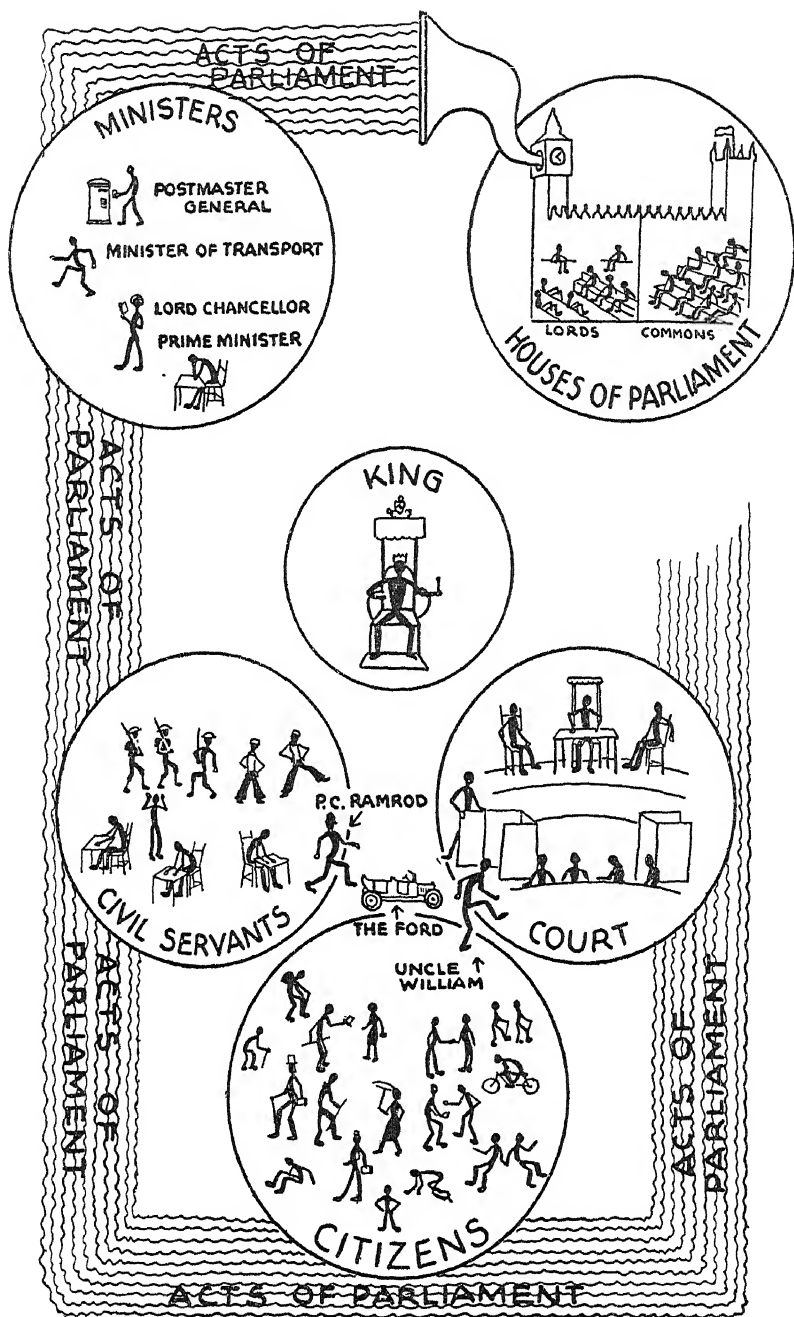 ACTS OF
PARLIAMENT
MINISTERS
POSTMASTER
GENERAL
MINISTER OF TRANSPORT
LORD CHANCELLOR
PRIME MINISTER
LORDS
COMMONS
HOUSES OF PARLIAMENT
ACTS OF
PARLIAMENT
KING
P.C. RAMROD
CIVIL SERVANTS
THE FORD
COURT
UNCLE
WILLIAM
ACTS OF
PARLIAMENT
ACTS OF
PARLIAMENT
CITIZENS
ACTS OF PARLIAMENT